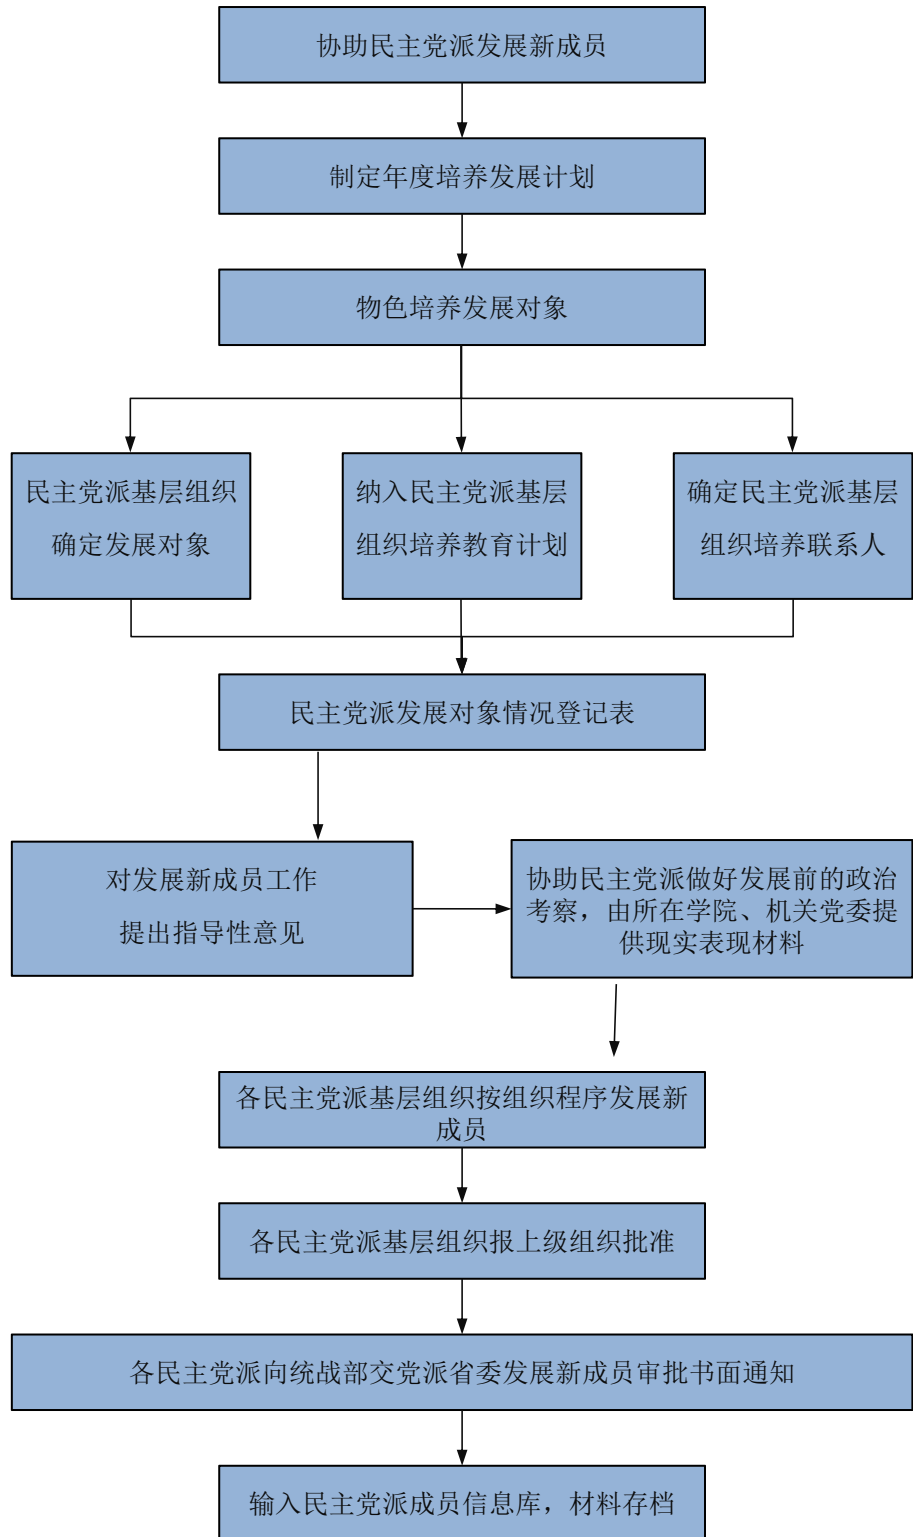 协助民主党派发展新成员
制定年度培养发展计划
物色培养发展对象
民主党派基层组织
确定发展对象
纳入民主党派基层
组织培养教育计划
确定民主党派基层
组织培养联系人
民主党派发展对象情况登记表
对发展新成员工作
提出指导性意见
协助民主党派做好发展前的政治
考察，由所在学院、机关党委提
供现实表现材料
各民主党派基层组织按组织程序发展新
成员
各民主党派基层组织报上级组织批准
各民主党派向统战部交党派省委发展新成员审批书面通知
输入民主党派成员信息库，材料存档